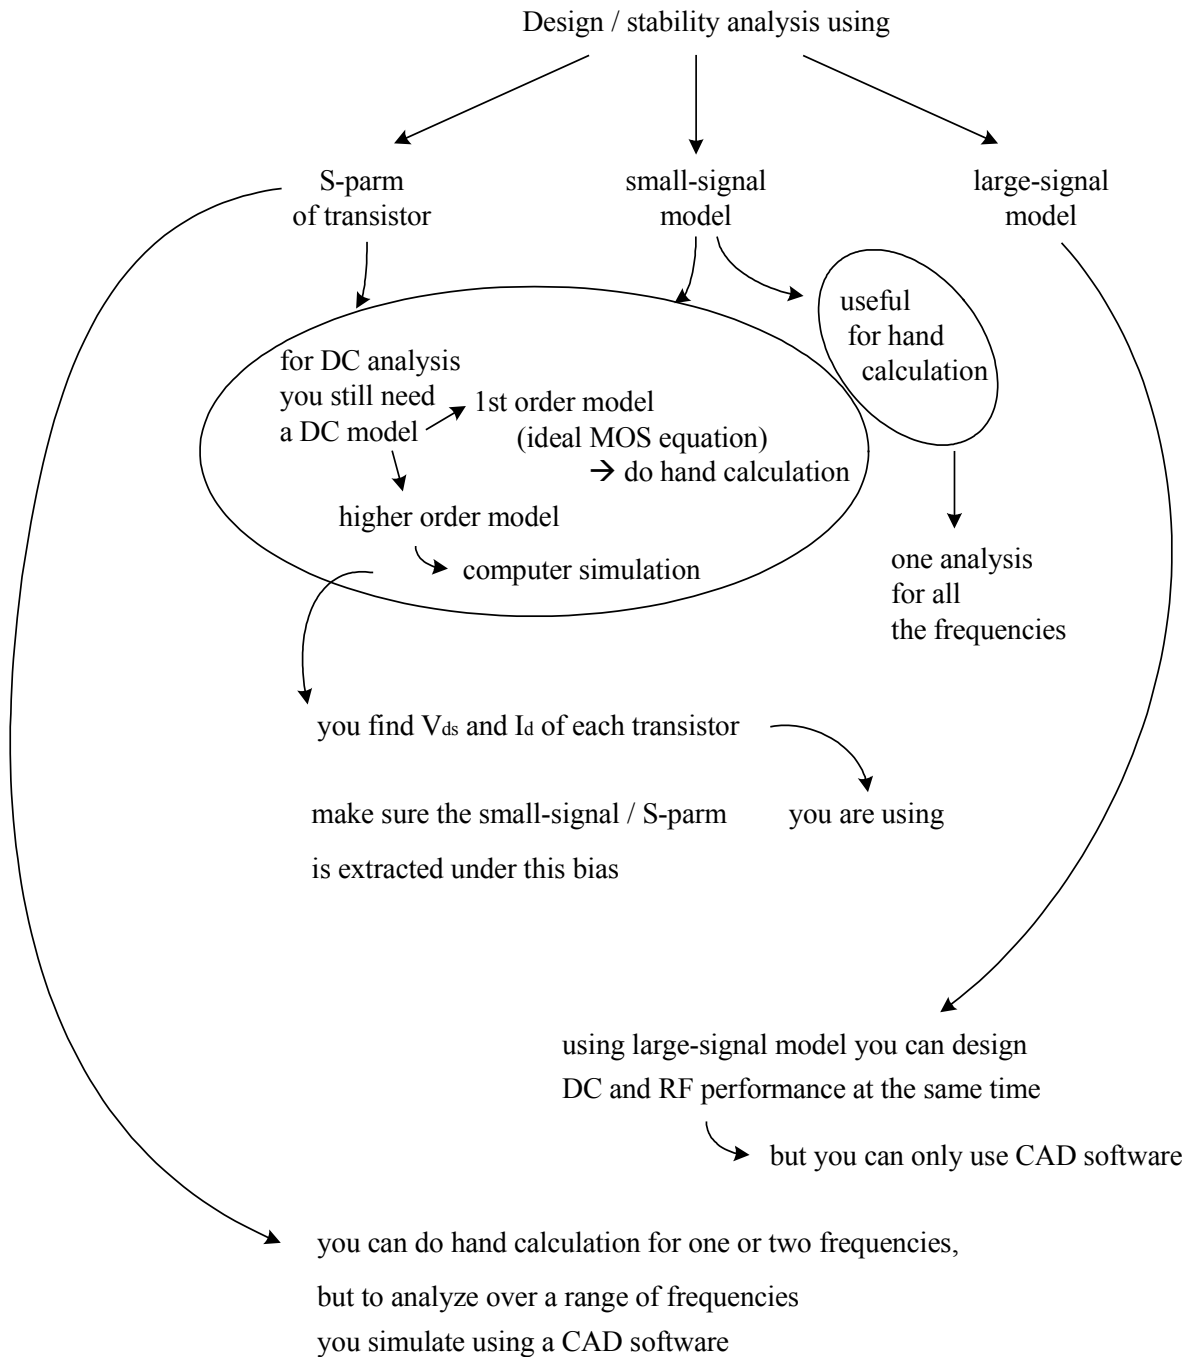 Design / stability analysis using
S-parm
of transistor
small-signal
model
large-signal
model
useful
for hand
calculation
for DC analysis
you still need
a DC model
1st order model
(ideal MOS equation)
→ do hand calculation
higher order model
computer simulation
one analysis
for all
the frequencies
you find Vds and Id of each transistor
make sure the small-signal / S-parm you are using
is extracted under this bias
using large-signal model you can design
DC and RF performance at the same time
but you can only use CAD software
you can do hand calculation for one or two frequencies,
but to analyze over a range of frequencies
you simulate using a CAD software